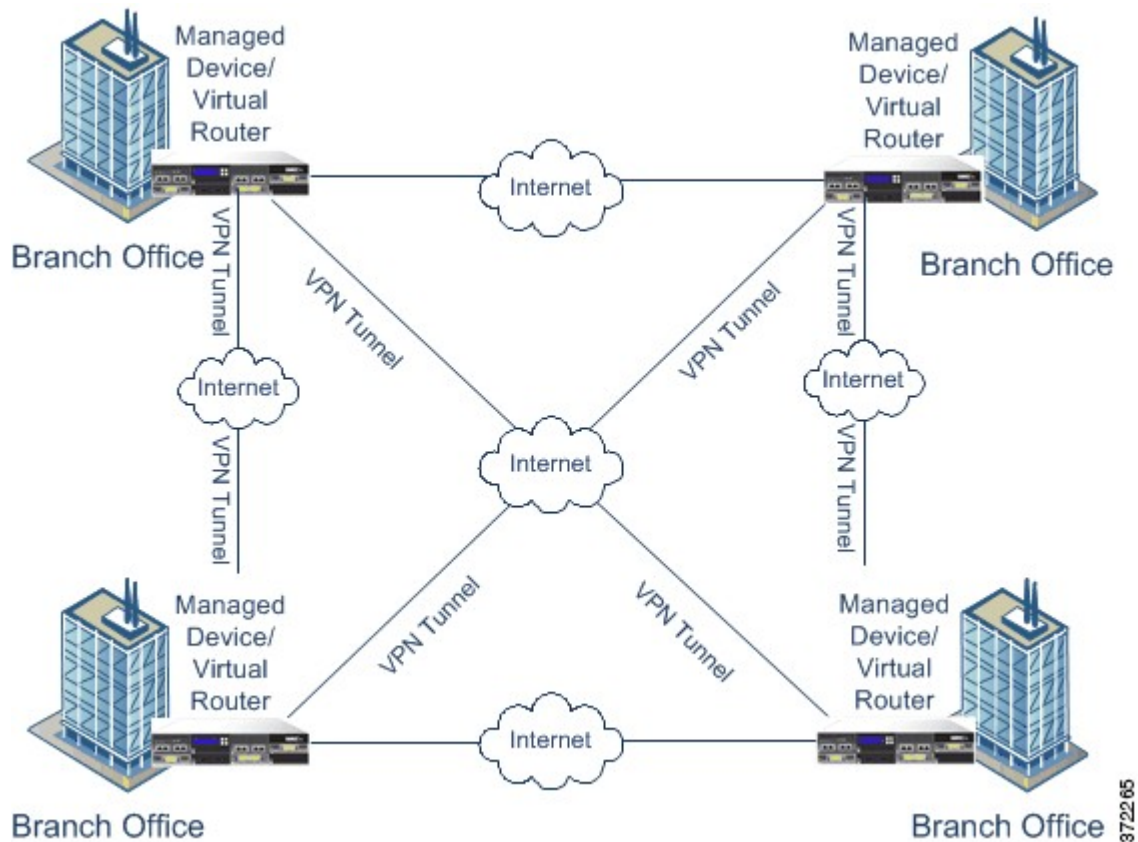 Managed
Device/
Virtual
Router
Managed
Device/
Virtual
Router
Internet
Branch Office
Branch Office
VPN Tunnel
VPN Tunnel
VPN Tunnel
VPN Tunnel
Internet
Internet
Internet
VPN Tunnel
VPN Tunnel
VPN Tunnel
VPN Tunnel
Managed
Device/
Virtual
Router
Managed
Device/
Virtual
Router
Internet
Branch Office
Branch Office
372265